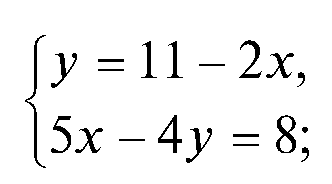 y = 11 − 2x,
5x − 4y = 8;